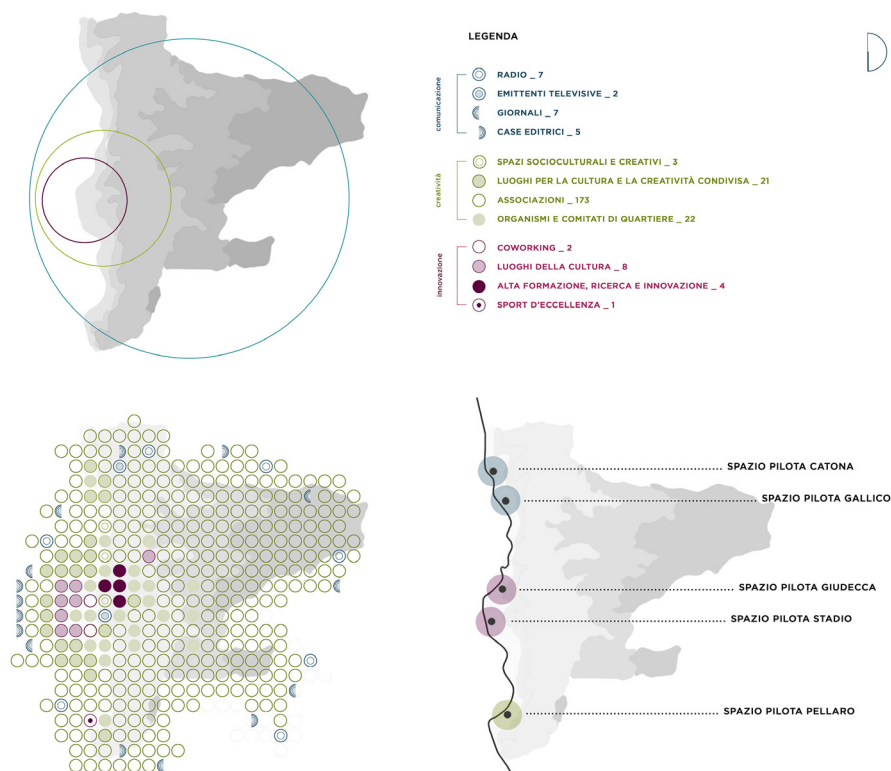 LEGENDA
comunicazione
RADIO _ 7
EMITTENTI TELEVISIVE _ 2
GIORNALI _ 7
CASE EDITRICI _ 5
creatività
SPAZI SOCIOCULTURALI E CREATIVI _ 3
LUOGHI PER LA CULTURA E LA CREATIVITÀ CONDIVISA _ 21
ASSOCIAZIONI _ 173
ORGANISMI E COMITATI DI QUARTIERE _ 22
innovazione
COWORKING _ 2
LUOGHI DELLA CULTURA _ 8
ALTA FORMAZIONE, RICERCA E INNOVAZIONE _ 4
SPORT D'ECCELLENZA _ 1
SPAZIO PILOTA CATONA
SPAZIO PILOTA GALLICO
SPAZIO PILOTA GIUDECCA
SPAZIO PILOTA STADIO
SPAZIO PILOTA PELLARO